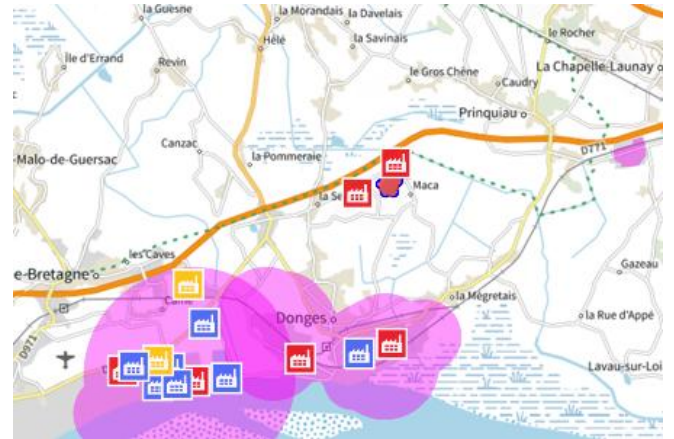 la Guesne
la Morandais
la Davelais
Hélé
la Savinais
le Rocher
Île d'Errand
Revin
le Gros Chêne
Caudry
La Chapelle-Launay
Prinquiau
Canzac
la Pommeraie
D771
-Malo-de-Guersac
Maca
la Se
les Caves
Gazeau
e-Bretagne
la Mégretais
Donges
la Rue d'Appé
D971
Lavau-sur-Loi